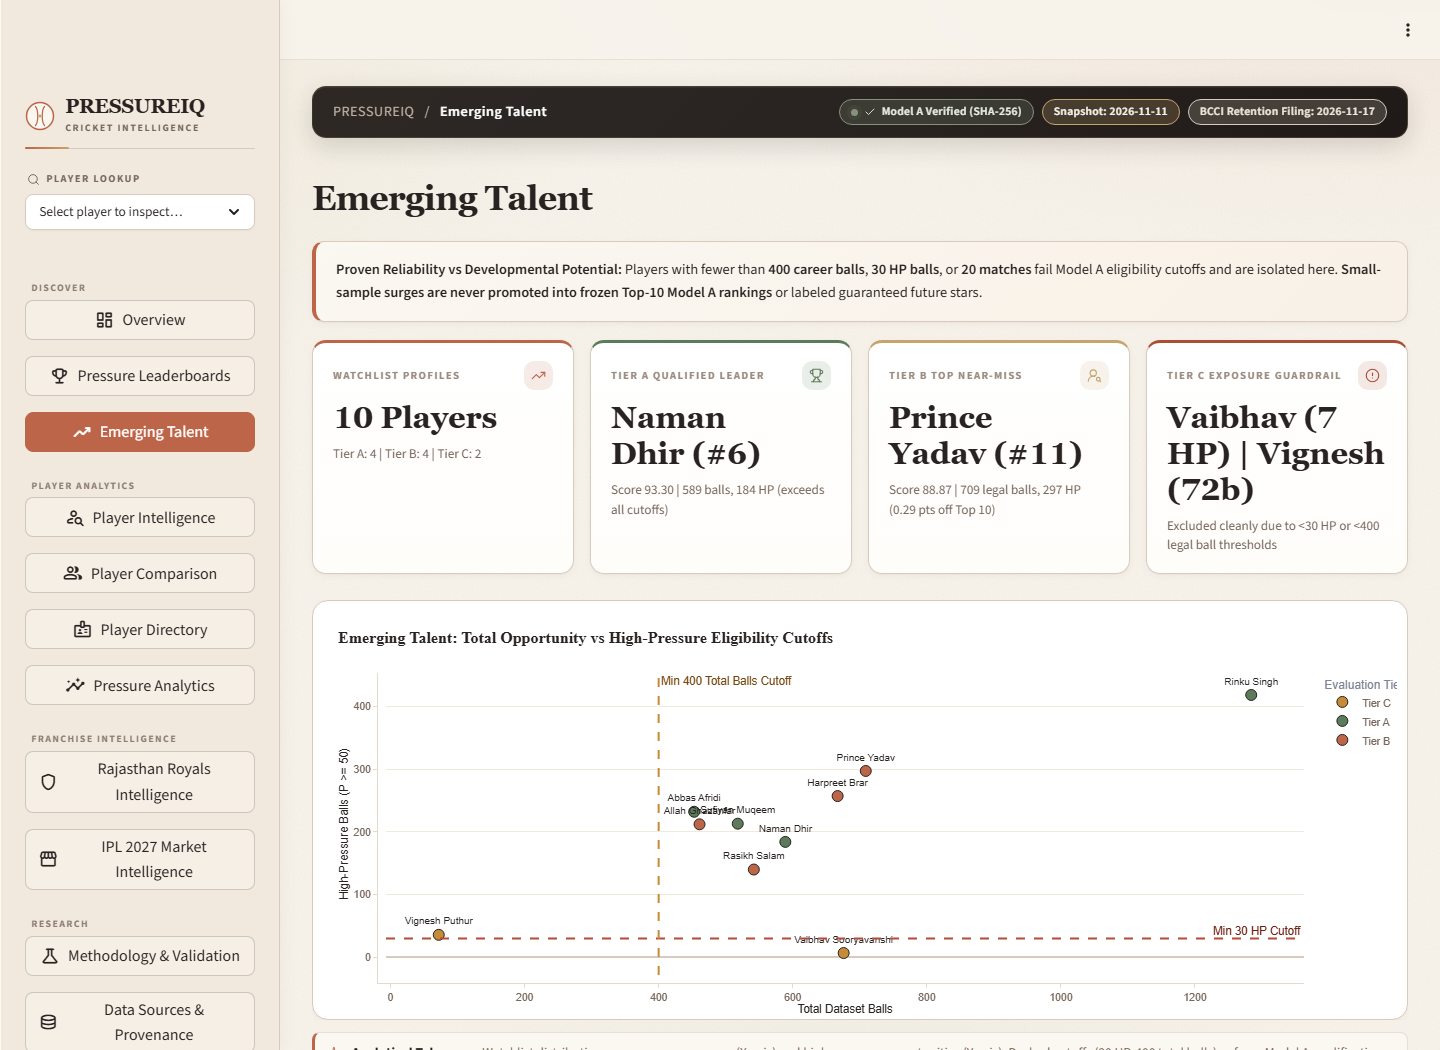 PRESSUREIQ
CRICKET INTELLIGENCE
PLAYER LOOKUP
Select player to inspect...
DISCOVER
Overview
Pressure Leaderboards
Emerging Talent
PLAYER ANALYTICS
Player Intelligence
Player Comparison
Player Directory
Pressure Analytics
FRANCHISE INTELLIGENCE
Rajasthan Royals
Intelligence
IPL 2027 Market
Intelligence
RESEARCH
Methodology & Validation
Data Sources &
Provenance
PRESSUREIQ / Emerging Talent
Model A Verified (SHA-256)
Snapshot: 2026-11-11
BCCI Retention Filing: 2026-11-17
Emerging Talent
Proven Reliability vs Developmental Potential: Players with fewer than 400 career balls, 30 HP balls, or 20 matches fail Model A eligibility cutoffs and are isolated here. Small-
sample surges are never promoted into frozen Top-10 Model A rankings or labeled guaranteed future stars.
WATCHLIST PROFILES
10 Players
Tier A: 4 | Tier B: 4 | Tier C: 2
TIER A QUALIFIED LEADER
Naman
Dhir (#6)
Score 93.30 | 589 balls, 184 HP (exceeds
all cutoffs)
TIER B TOP NEAR-MISS
Prince
Yadav (#11)
Score 88.87 | 709 legal balls, 297 HP
(0.29 pts off Top 10)
TIER C EXPOSURE GUARDRAIL
Vaibhav (7
HP) | Vignesh
(72b)
Excluded cleanly due to <30 HP or <400
legal ball thresholds
Emerging Talent: Total Opportunity vs High-Pressure Eligibility Cutoffs
Min 400 Total Balls Cutoff
Rinku Singh
Evaluation Tie
Tier C
Tier A
Tier B
Prince Yadav
Harpreet Brar
Abbas Afridi
Allah
Muqeem
Naman Dhir
Rasikh Salam
Vignesh Puthur
Vaibhav Sooryavanshi
Min 30 HP Cutoff
High-Pressure Balls (P >= 50)
400
300
200
100
0
0 200 400 600 800 1000 1200
Total Dataset Balls